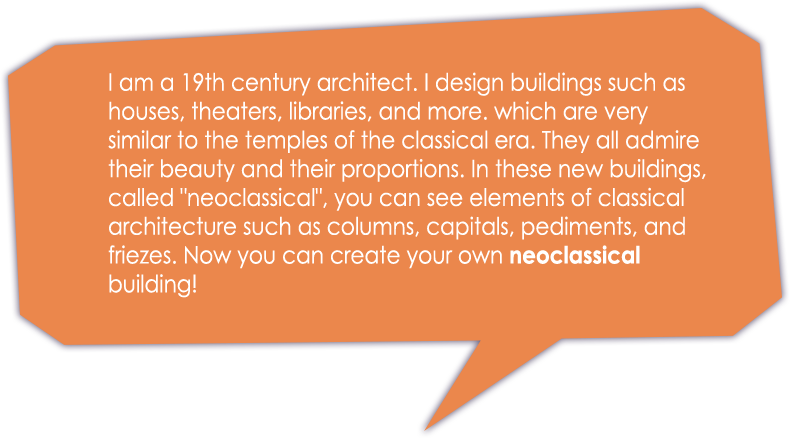 I am a 19th century architect. I design buildings such as
houses, theaters, libraries, and more. which are very
similar to the temples of the classical era. They all admire
their beauty and their proportions. In these new buildings,
called "neoclassical", you can see elements of classical
architecture such as columns, capitals, pediments, and
friezes. Now you can create your own neoclassical
building!